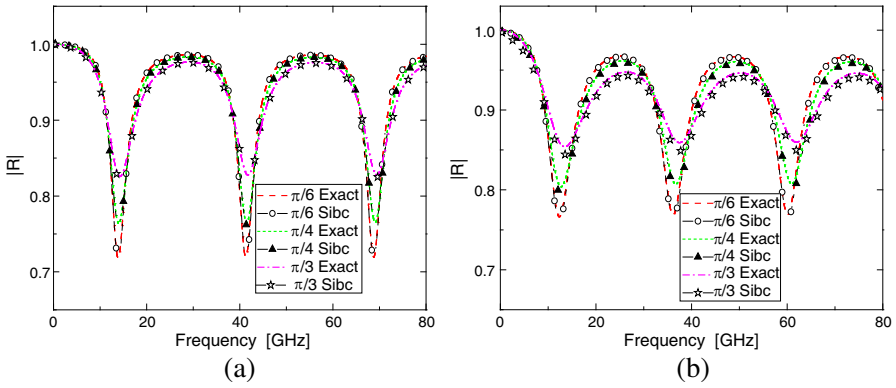 (a)
1.0
0.9
0.8
0.7
|R|
π/6 Exact
π/6 Sibc
π/4 Exact
π/4 Sibc
π/3 Exact
π/3 Sibc
0 20 40 60 80
Frequency [GHz]
(a)
(b)
1.0
0.9
0.8
0.7
|R|
π/6 Exact
π/6 Sibc
π/4 Exact
π/4 Sibc
π/3 Exact
π/3 Sibc
0 20 40 60 80
Frequency [GHz]
(b)